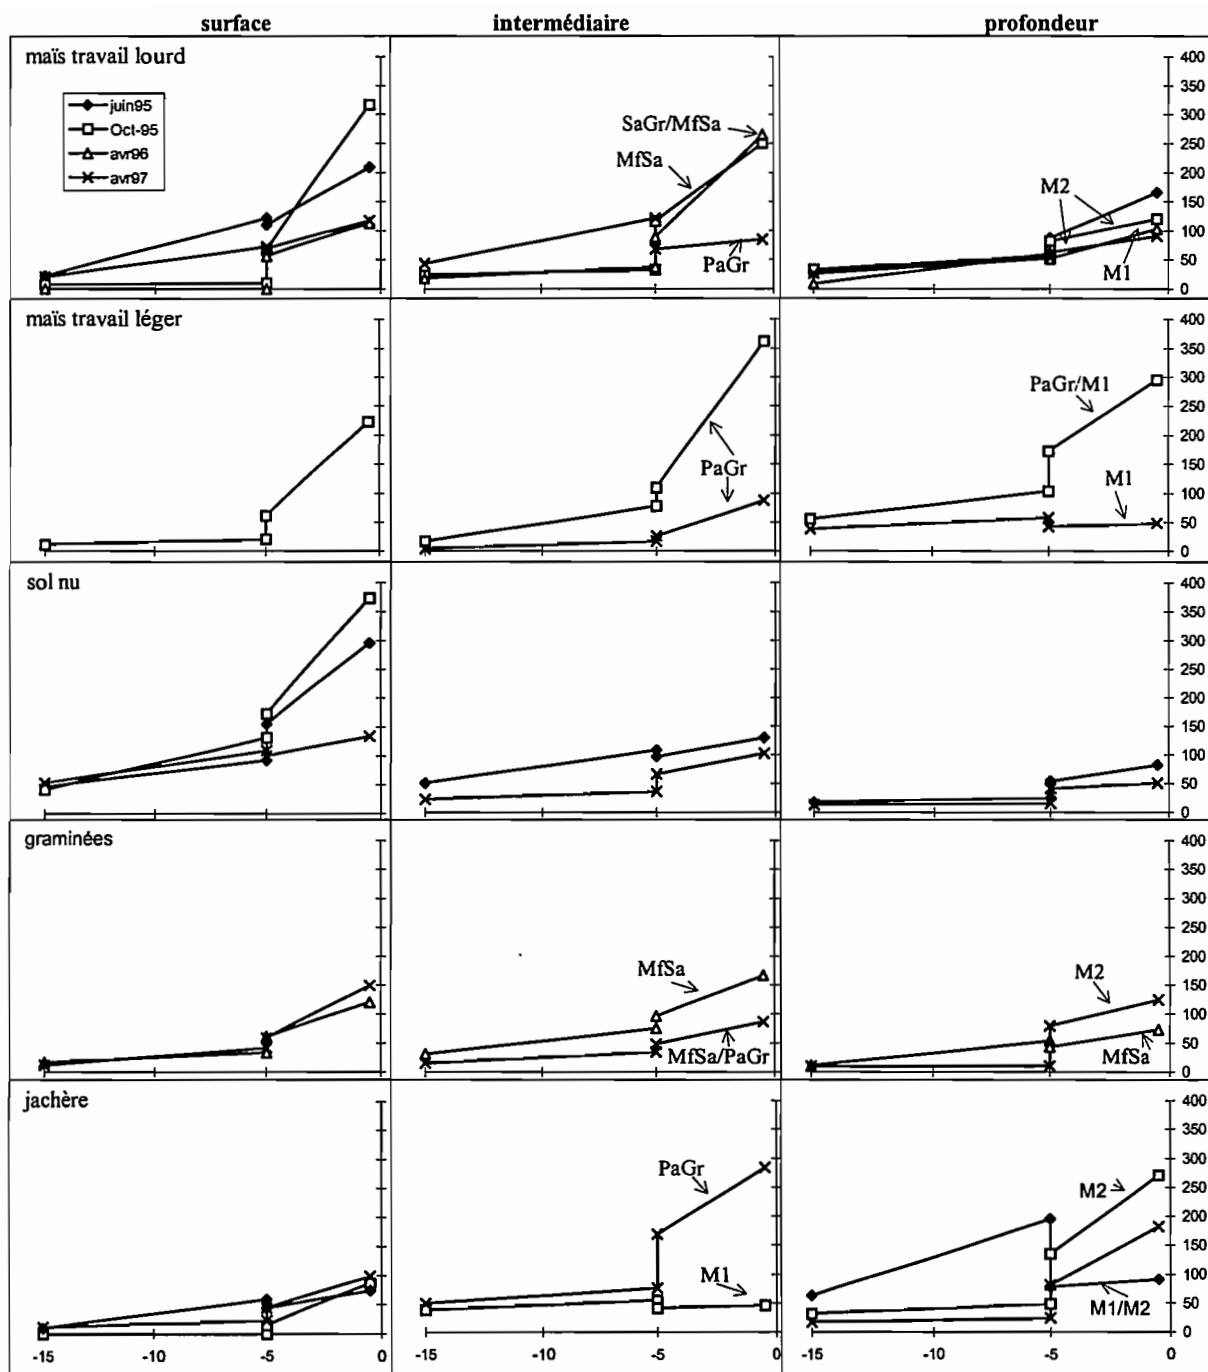 surface intermédiaire profondeur
maïs travail lourd
juin95
Oct-95
avr96
avr97
SaGr/MfSa
MfSa
PaGr
M2
M1
400
350
300
250
200
150
100
50
0
maïs travail léger
PaGr
PaGr/M1
M1
400
350
300
250
200
150
100
50
0
sol nu
400
350
300
250
200
150
100
50
0
graminées
MfSa
MfSa/PaGr
M2
MfSa
400
350
300
250
200
150
100
50
0
jachère
PaGr
M1
M2
M1/M2
400
350
300
250
200
150
100
50
0
-15 -10 -5 0 -15 -10 -5 0 -15 -10 -5 0